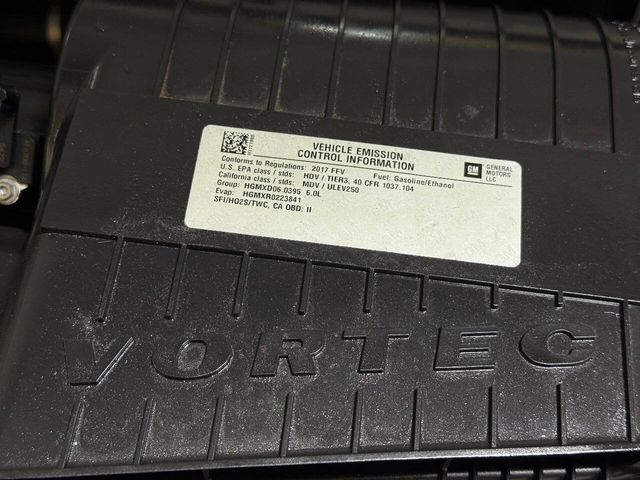 VEHICLE EMISSION
CONTROL INFORMATION
Conforms to Regulations: 2017 FFV Fuel: Gasoline/Ethanol
U.S. EPA class / stds: HDV / TIER3, 40 CFR 1037.104
California class / stds: MDV / ULEV250
Group: HGMXD06.0395 6.0L
Evap: HGMXR0223841
SFI/HO2S/TWC, CA OBD: II
GM
GENERAL
MOTORS
LLC
VORTEC